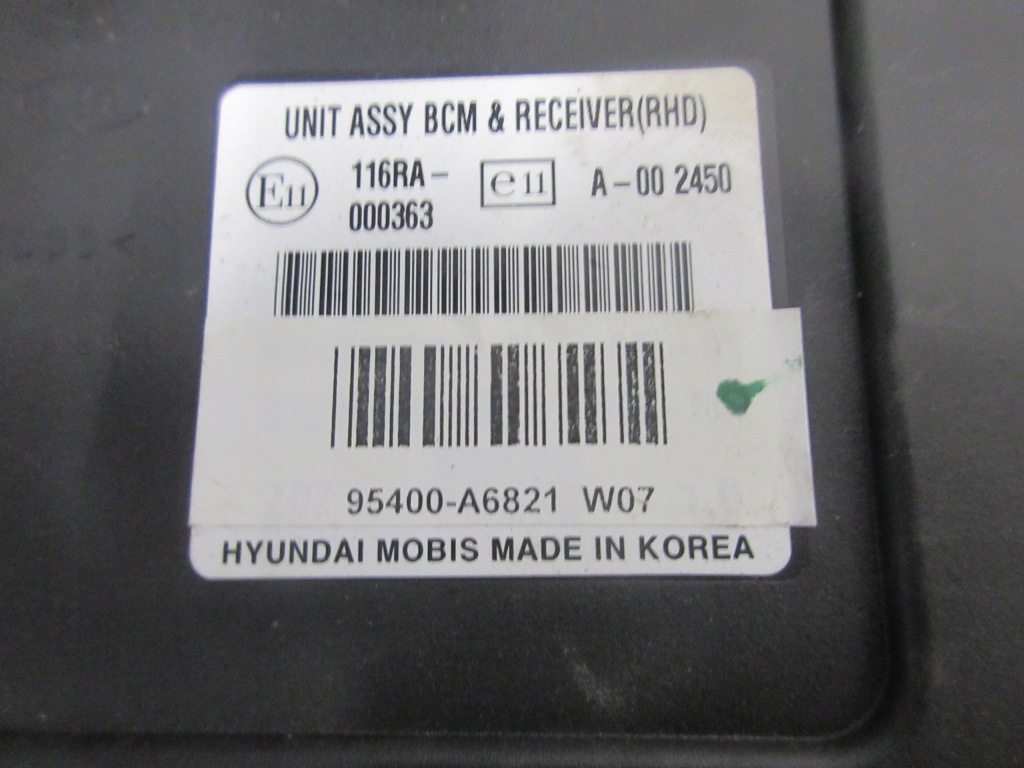 UNIT ASSY BCM & RECEIVER(RHD)
E11 116RA- e11 A-00 2450
000363
95400-A6821 W07
HYUNDAI MOBIS MADE IN KOREA